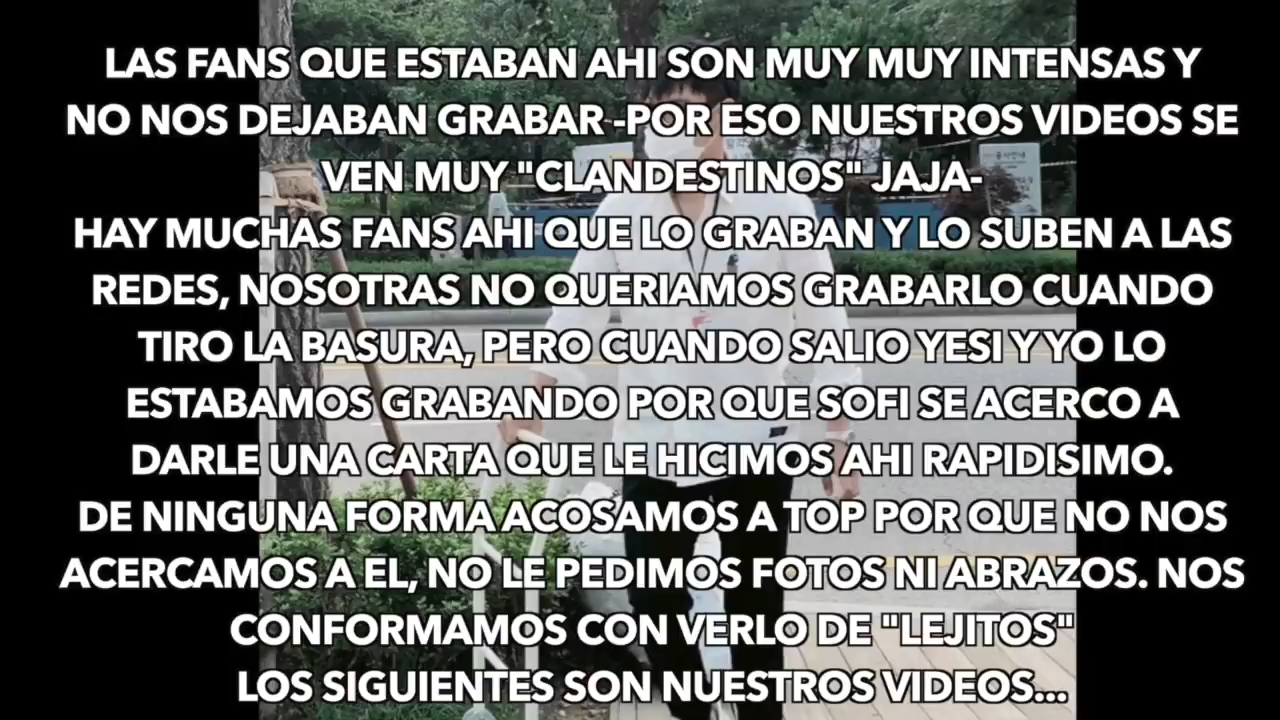 LAS FANS QUE ESTABAN AHI SON MUY MUY INTENSAS Y
NO NOS DEJABAN GRABAR -POR ESO NUESTROS VIDEOS SE
VEN MUY "CLANDESTINOS" JAJA-
HAY MUCHAS FANS AHI QUE LO GRABAN Y LO SUBEN A LAS
REDES, NOSOTRAS NO QUERIAMOS GRABARLO CUANDO
TIRO LA BASURA, PERO CUANDO SALIO YESI Y YO LO
ESTABAMOS GRABANDO POR QUE SOFI SE ACERCO A
DARLE UNA CARTA QUE LE HICIMOS AHI RAPIDISIMO.
DE NINGUNA FORMA ACOSAMOS A TOP POR QUE NO NOS
ACERCAMOS A EL, NO LE PEDIMOS FOTOS NI ABRAZOS. NOS
CONFORMAMOS CON VERLO DE "LEJITOS"
LOS SIGUIENTES SON NUESTROS VIDEOS...